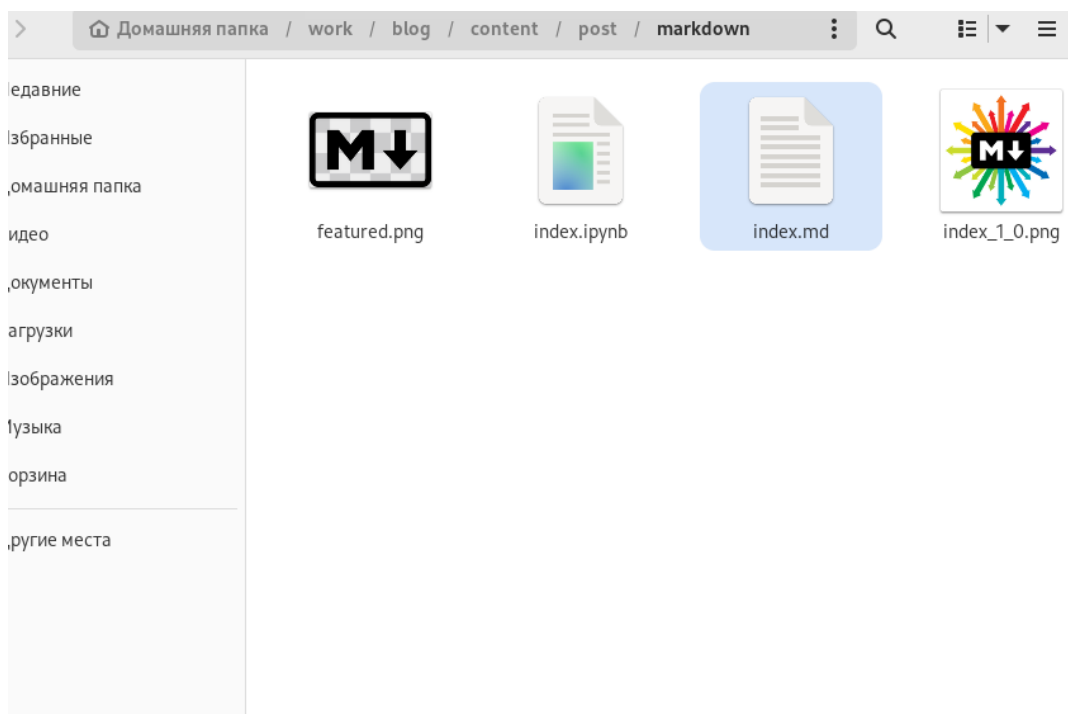 Домашняя папка / work / blog / content / post / markdown
едавние
збранные
омашняя папка
идео
окументы
агрузки
зображения
узыка
орзина
ругие места
M↓
M↓
featured.png
index.ipynb
index.md
index_1_0.png